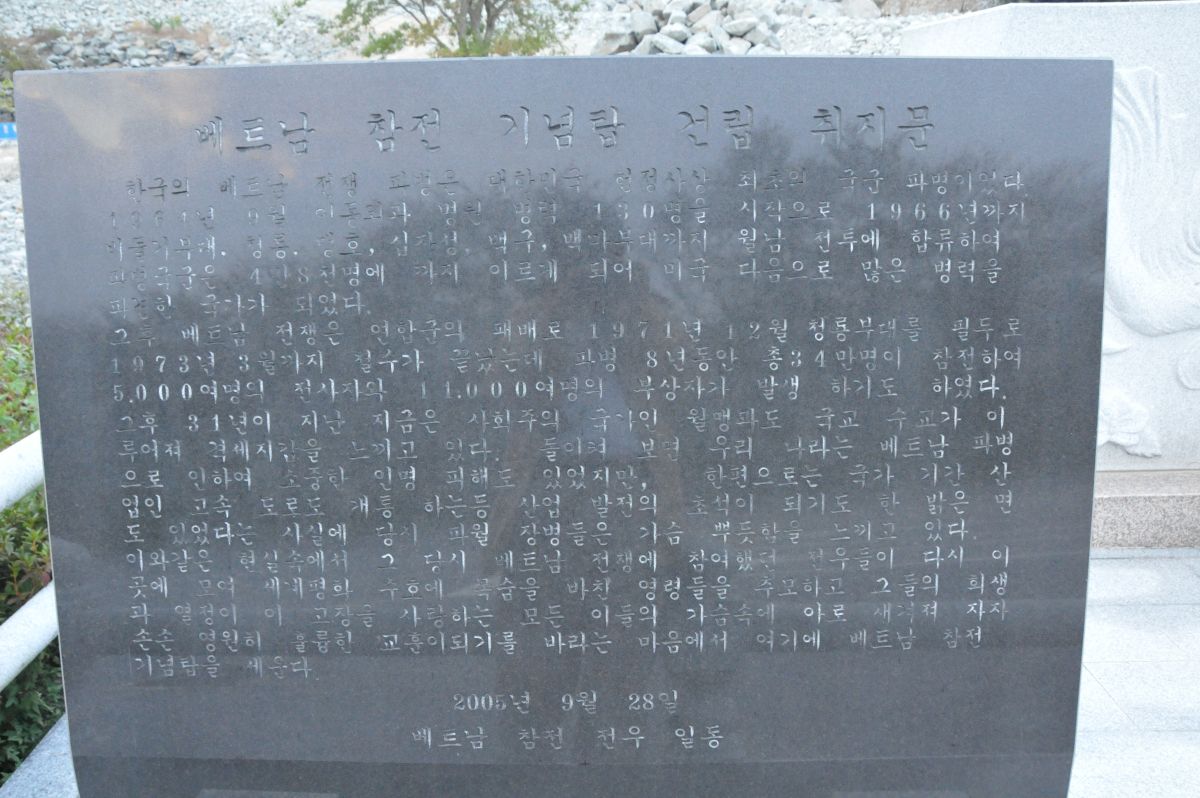 베트남 참전 기념탑 건립 취지문
한국의 베트남 전쟁 파병은 대한민국 헌정사상 최초의 국군 파병이었다
1964년 9월 이동외과 병원 병력 130명을 시작으로 1966년까지
비둘기부대. 청룡. 맹호, 십자성. 백구. 백마부대까지 월남 전투에 합류하여
파병국군은 4만8천명에 까지 이르게 되어 미국 다음으로 많은 병력을
파견한 국가가 되었다.
그후 베트남 전쟁은 연합군의 패배로 1971년 12월 청룡부대를 필두로
1973년 3월까지 철수가 끝났는데 파병 8년동안 총34만명이 참전하여
5.000여명의 전사자와 11.000여명의 부상자가 발생 하기도 하였다.
그후 31년이 지난 지금은 사회주의 국가인 월맹과도 국교 수교가 이
루어져 격세지감을 느끼고 있다. 돌이켜 보면 우리 나라는 베트남 파병
으로 인하여 소중한 인명 피해도 있었지만, 한편으로는 국가 기간 산
업인 고속 도로도 개통 하는등 산업 발전의 초석이 되기도 한 밝은 면
도 있었다는 사실에 당시 파월 장병들은 가슴 뿌듯함을 느끼고 있다.
이와같은 현실속에서 그 당시 베트남 전쟁에 참여했던 전우들이 다시 이
곳에 모여 세계평화 수호에 목숨을 바친 영령들을 추모하고 그들의 희생
과 열정이 이 고장을 사랑하는 모든 이들의 가슴속에 아로 새겨져 자자
손손 영원히 훌륭한 교훈이되기를 바라는 마음에서 여기에 베트남 참전
기념탑을 세운다.
2005년 9월 28일
베트남 참전 전우 일동